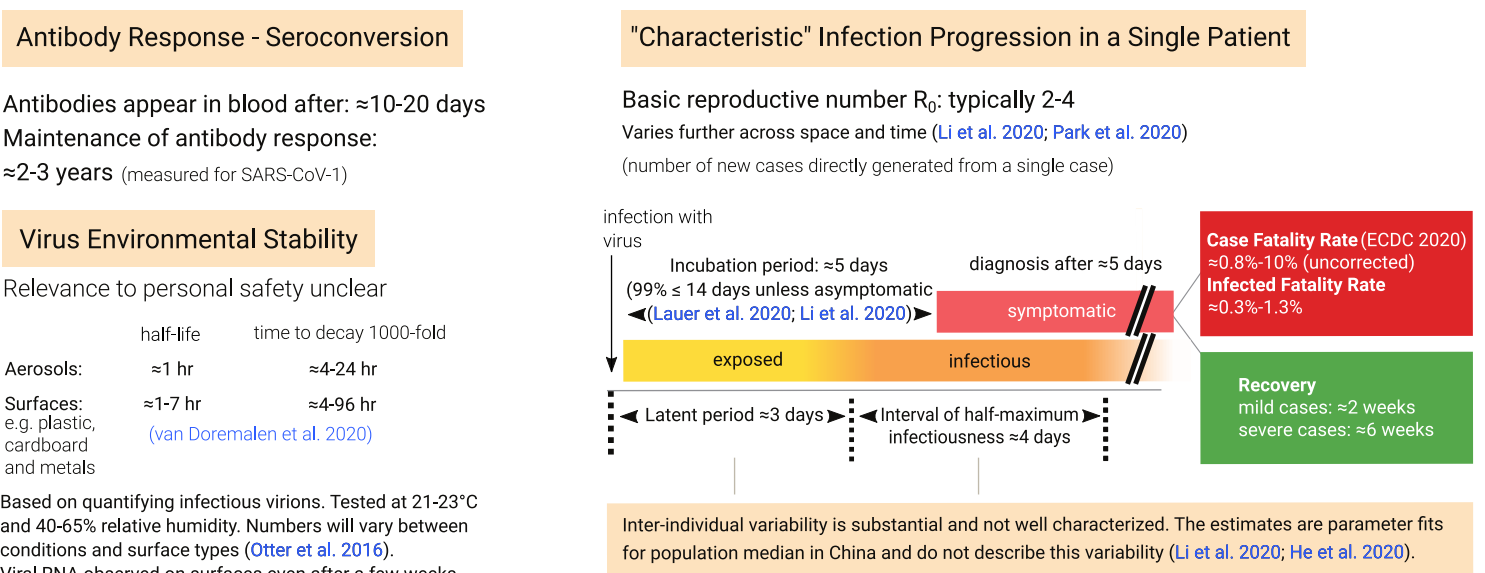 Antibody Response - Seroconversion
Antibodies appear in blood after: ≈10-20 days
Maintenance of antibody response:
≈2-3 years (measured for SARS-CoV-1)
Virus Environmental Stability
Relevance to personal safety unclear
half-life time to decay 1000-fold
Aerosols: ≈1 hr ≈4-24 hr
Surfaces: ≈1-7 hr ≈4-96 hr
e.g. plastic,
cardboard
and metals
(van Doremalen et al. 2020)
Based on quantifying infectious virions. Tested at 21-23°C
and 40-65% relative humidity. Numbers will vary between
conditions and surface types (Otter et al. 2016).
Viral RNA observed on surfaces even after a few weeks
"Characteristic" Infection Progression in a Single Patient
Basic reproductive number R₀: typically 2-4
Varies further across space and time (Li et al. 2020; Park et al. 2020)
(number of new cases directly generated from a single case)
infection with
virus
Incubation period: ≈5 days
(99% ≤ 14 days unless asymptomatic
(Lauer et al. 2020; Li et al. 2020)
diagnosis after ≈5 days
symptomatic
exposed
infectious
Latent period ≈3 days
Interval of half-maximum
infectiousness ≈4 days
Case Fatality Rate (ECDC 2020)
≈0.8%-10% (uncorrected)
Infected Fatality Rate
≈0.3%-1.3%
Recovery
mild cases: ≈2 weeks
severe cases: ≈6 weeks
Inter-individual variability is substantial and not well characterized. The estimates are parameter fits
for population median in China and do not describe this variability (Li et al. 2020; He et al. 2020).